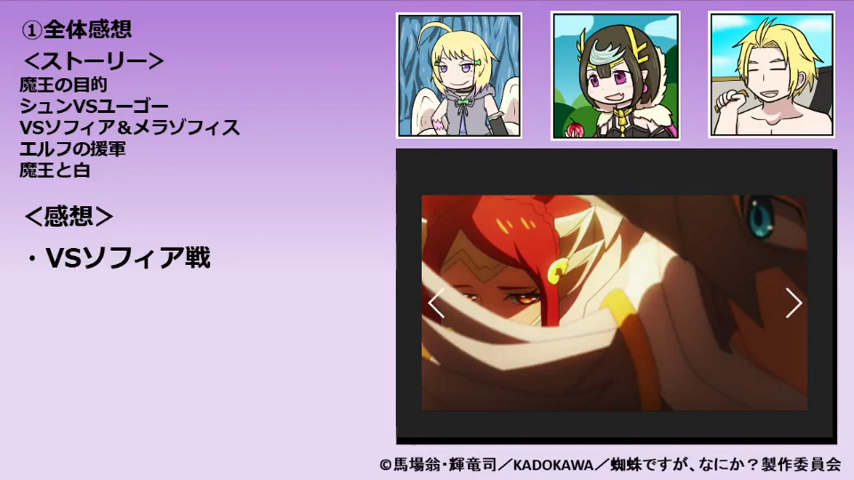 ①全体感想
＜ストーリー＞
魔王の目的
シュンVSユーゴー
VSソフィア＆メラゾフィス
エルフの援軍
魔王と白
＜感想＞
・VSソフィア戦
©馬場翁・輝竜司／KADOKAWA／蜘蛛ですが、なにか？製作委員会